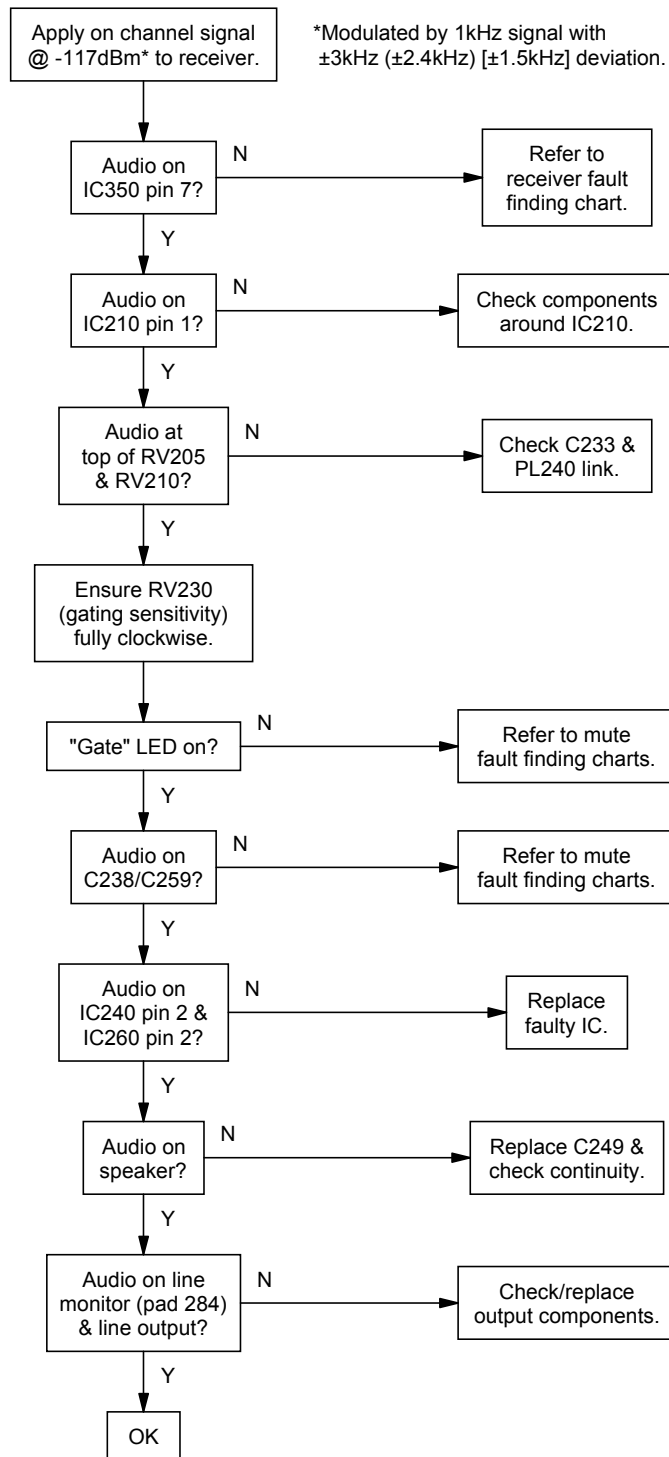 Apply on channel signal
@ -117dBm* to receiver.
*Modulated by 1kHz signal with
±3kHz (±2.4kHz) [±1.5kHz] deviation.
Audio on
IC350 pin 7?
N
Refer to
receiver fault
finding chart.
Y
Audio on
IC210 pin 1?
N
Check components
around IC210.
Y
Audio at
top of RV205
& RV210?
N
Check C233 &
PL240 link.
Y
Ensure RV230
(gating sensitivity)
fully clockwise.
"Gate" LED on?
N
Refer to mute
fault finding charts.
Y
Audio on
C238/C259?
N
Refer to mute
fault finding charts.
Y
Audio on
IC240 pin 2 &
IC260 pin 2?
N
Replace
faulty IC.
Y
Audio on
speaker?
N
Replace C249 &
check continuity.
Y
Audio on line
monitor (pad 284)
& line output?
N
Check/replace
output components.
Y
OK